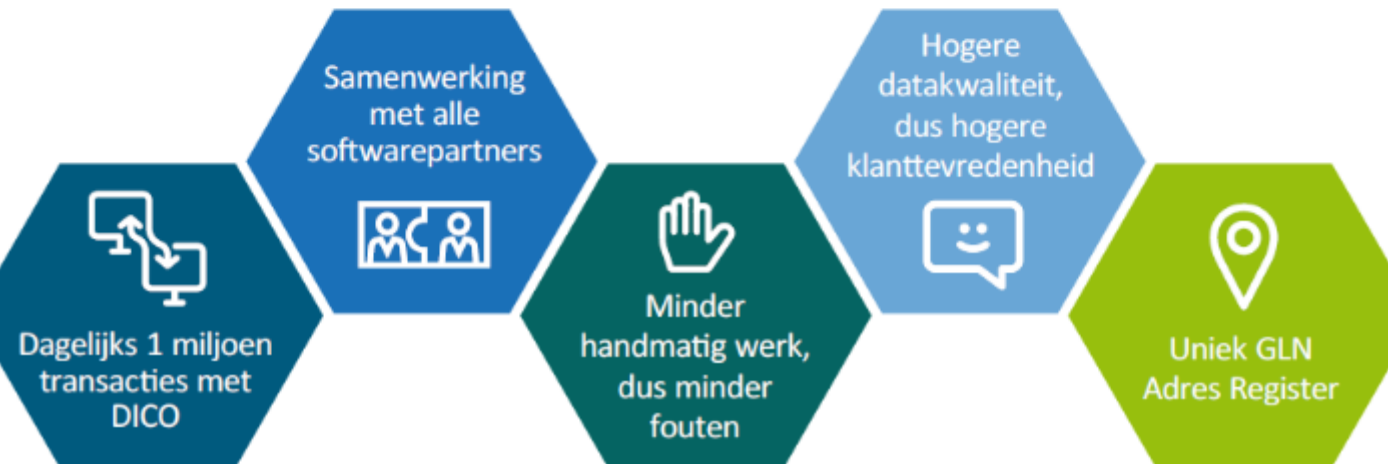 Dagelijks 1 miljoen
transacties met
DICO
Samenwerking
met alle
softwarepartners
Minder
handmatig werk,
dus minder
fouten
Hogere
datakwaliteit,
dus hogere
klanttevredenheid
Uniek GLN
Adres Register